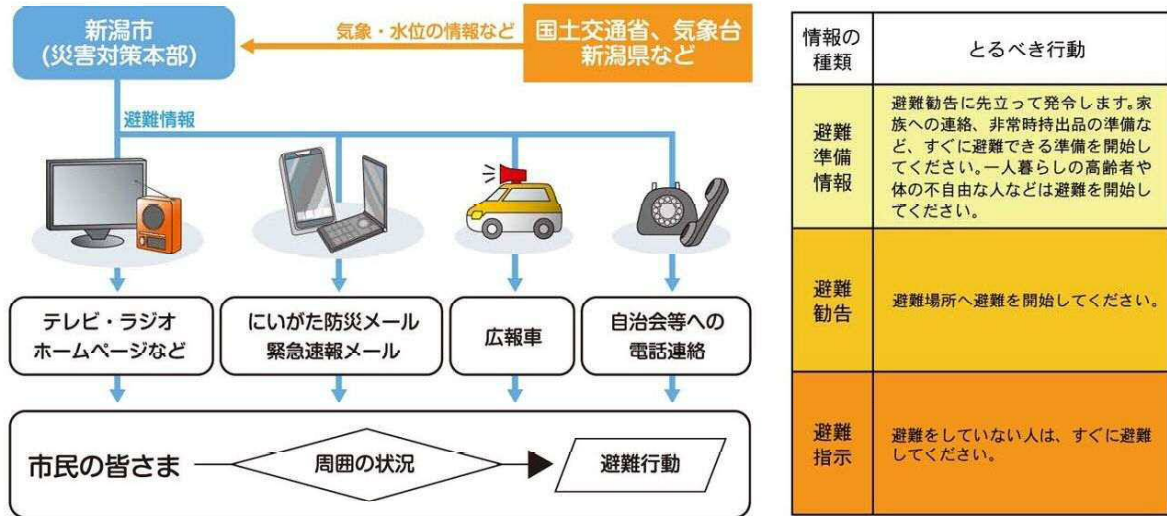 新潟市
(災害対策本部)
気象・水位の情報など
国土交通省、気象台
新潟県など
避難情報
テレビ・ラジオ
ホームページなど
にいがた防災メール
緊急速報メール
広報車
自治会等への
電話連絡
市民の皆さま
周囲の状況
避難行動
情報の
種類
とるべき行動
避難
準備
情報
避難勧告に先立って発令します。家
族への連絡、非常時持出品の準備な
ど、すぐに避難できる準備を開始し
てください。一人暮らしの高齢者や
体の不自由な人などは避難を開始し
てください。
避難
勧告
避難場所へ避難を開始してください。
避難
指示
避難をしていない人は、すぐに避難
してください。